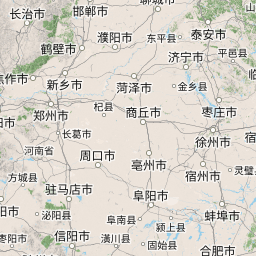 邯郸市
聊城市
长治市
泰安市
东平县
濮阳市
鹤壁市
平邑县
济宁市
焦作市
新乡市
菏泽市
金乡县
杞县
枣庄市
郑州市
商丘市
长葛市
徐州市
河南省
周口市
亳州市
宿州市
灵璧
方城县
驻马店市
阜阳市
泌阳县
阜南县
颍上县
蚌埠市
枣阳市
信阳市
潢川县
固始县
合肥市